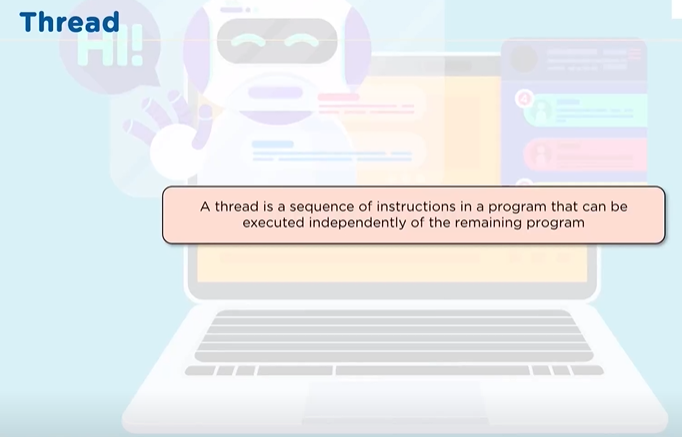 Thread
HI!
A thread is a sequence of instructions in a program that can be
executed independently of the remaining program